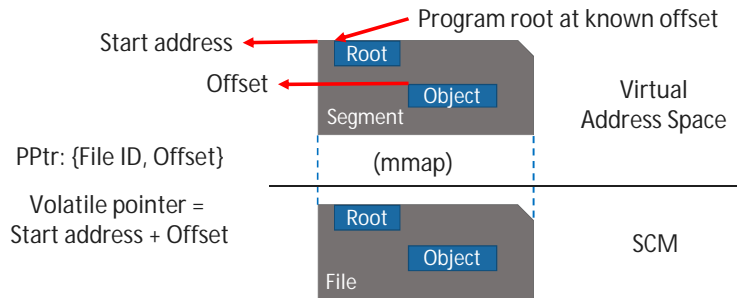 Program root at known offset
Start address
Root
Offset
Object
Segment
Virtual
Address Space
PPtr: {File ID, Offset}
(mmap)
Volatile pointer =
Start address + Offset
Root
Object
SCM
File